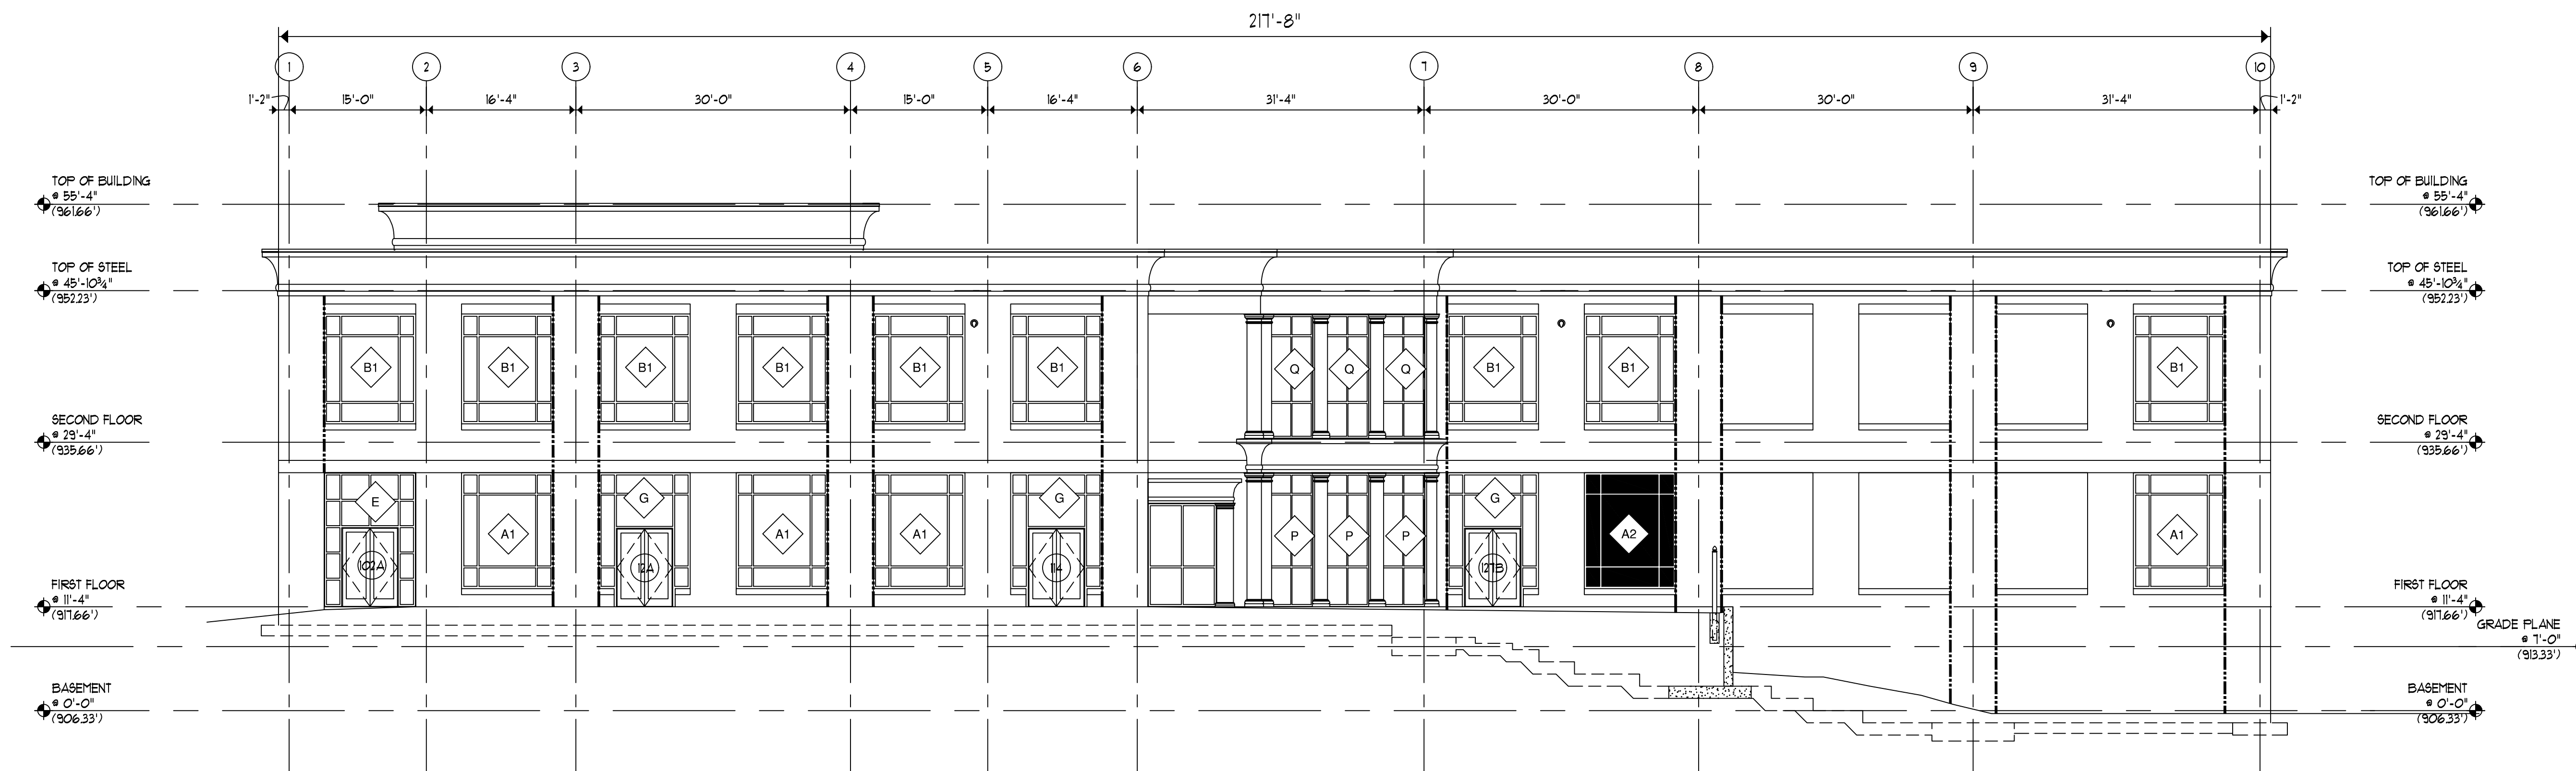 217'-8"
1 2 3 4 5 6 7 8 9 10
1'-2" 15'-0" 16'-4" 30'-0" 15'-0" 16'-4" 31'-4" 30'-0" 30'-0" 31'-4" 1'-2"
TOP OF BUILDING
@ 55'-4"
(961.66')
TOP OF BUILDING
@ 55'-4"
(961.66')
TOP OF STEEL
@ 45'-10¾"
(952.23')
TOP OF STEEL
@ 45'-10¾"
(952.23')
B1 B1 B1 B1 B1 B1 Q Q Q B1 B1 B1
SECOND FLOOR
@ 29'-4"
(935.66')
SECOND FLOOR
@ 29'-4"
(935.66')
E G G G
A1 A1 A1 P P P A2 A1
102A 12A 114 127B
FIRST FLOOR
@ 11'-4"
(917.66')
FIRST FLOOR
@ 11'-4"
(917.66')
GRADE PLANE
@ 7'-0"
(913.33')
BASEMENT
@ 0'-0"
(906.33')
BASEMENT
@ 0'-0"
(906.33')